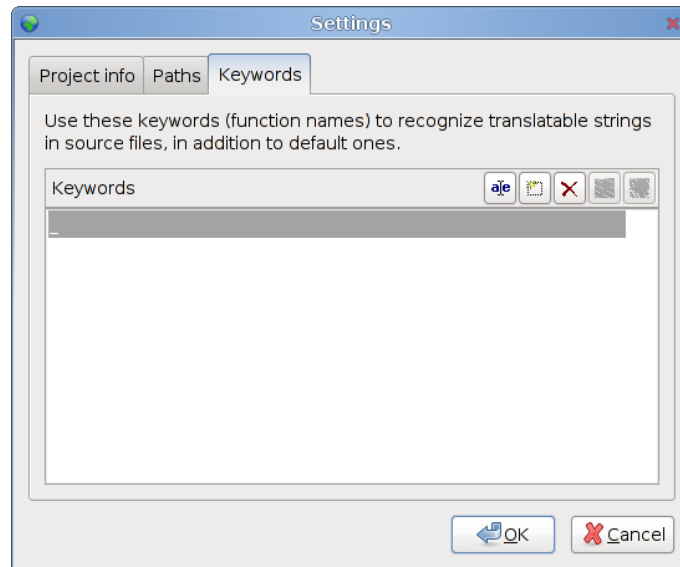 Settings
Project info Paths Keywords
Use these keywords (function names) to recognize translatable strings
in source files, in addition to default ones.
Keywords
_
OK Cancel